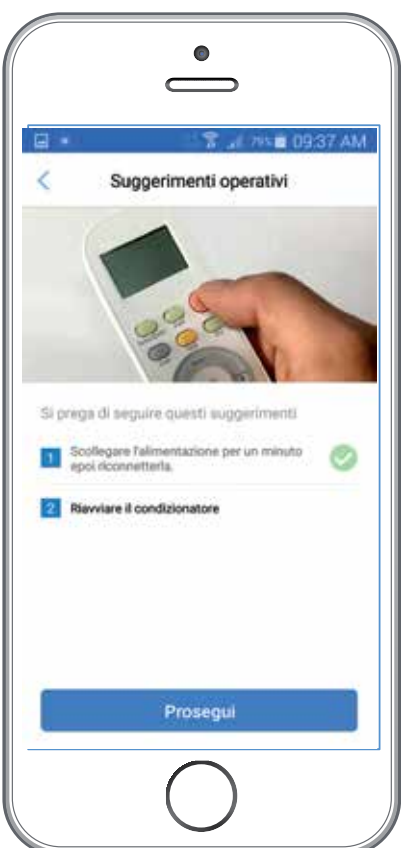 79% 09:37 AM
Suggerimenti operativi
Si prega di seguire questi suggerimenti
1 Scollegare l'alimentazione per un minuto
epoi riconnetterla.
2 Riavviare il condizionatore
Prosegui